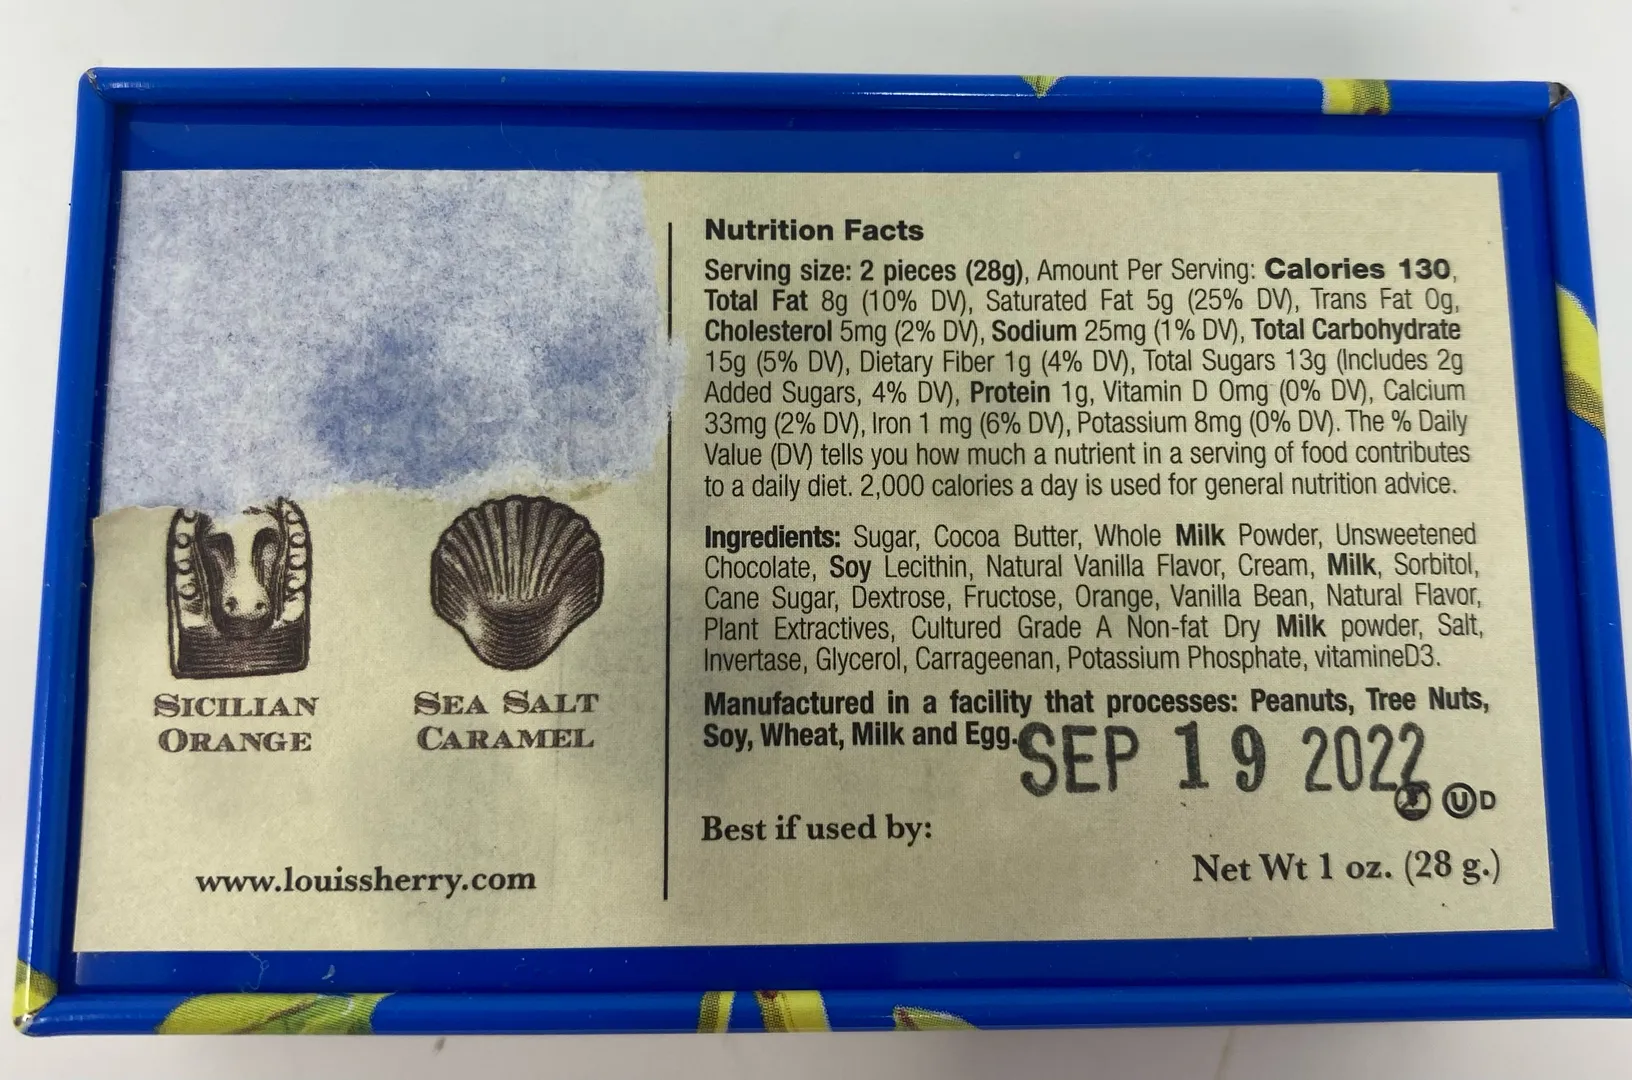 Nutrition Facts
Serving size: 2 pieces (28g), Amount Per Serving: Calories 130,
Total Fat 8g (10% DV), Saturated Fat 5g (25% DV), Trans Fat 0g,
Cholesterol 5mg (2% DV), Sodium 25mg (1% DV), Total Carbohydrate
15g (5% DV), Dietary Fiber 1g (4% DV), Total Sugars 13g (Includes 2g
Added Sugars, 4% DV), Protein 1g, Vitamin D 0mg (0% DV), Calcium
33mg (2% DV), Iron 1 mg (6% DV), Potassium 8mg (0% DV). The % Daily
Value (DV) tells you how much a nutrient in a serving of food contributes
to a daily diet. 2,000 calories a day is used for general nutrition advice.
Ingredients: Sugar, Cocoa Butter, Whole Milk Powder, Unsweetened
Chocolate, Soy Lecithin, Natural Vanilla Flavor, Cream, Milk, Sorbitol,
Cane Sugar, Dextrose, Fructose, Orange, Vanilla Bean, Natural Flavor,
Plant Extractives, Cultured Grade A Non-fat Dry Milk powder, Salt,
Invertase, Glycerol, Carrageenan, Potassium Phosphate, vitamineD3.
Manufactured in a facility that processes: Peanuts, Tree Nuts,
Soy, Wheat, Milk and Egg.
SEP 19 2022
U D
Best if used by:
Net Wt 1 oz. (28 g.)
SICILIAN
ORANGE
SEA SALT
CARAMEL
www.louissherry.com